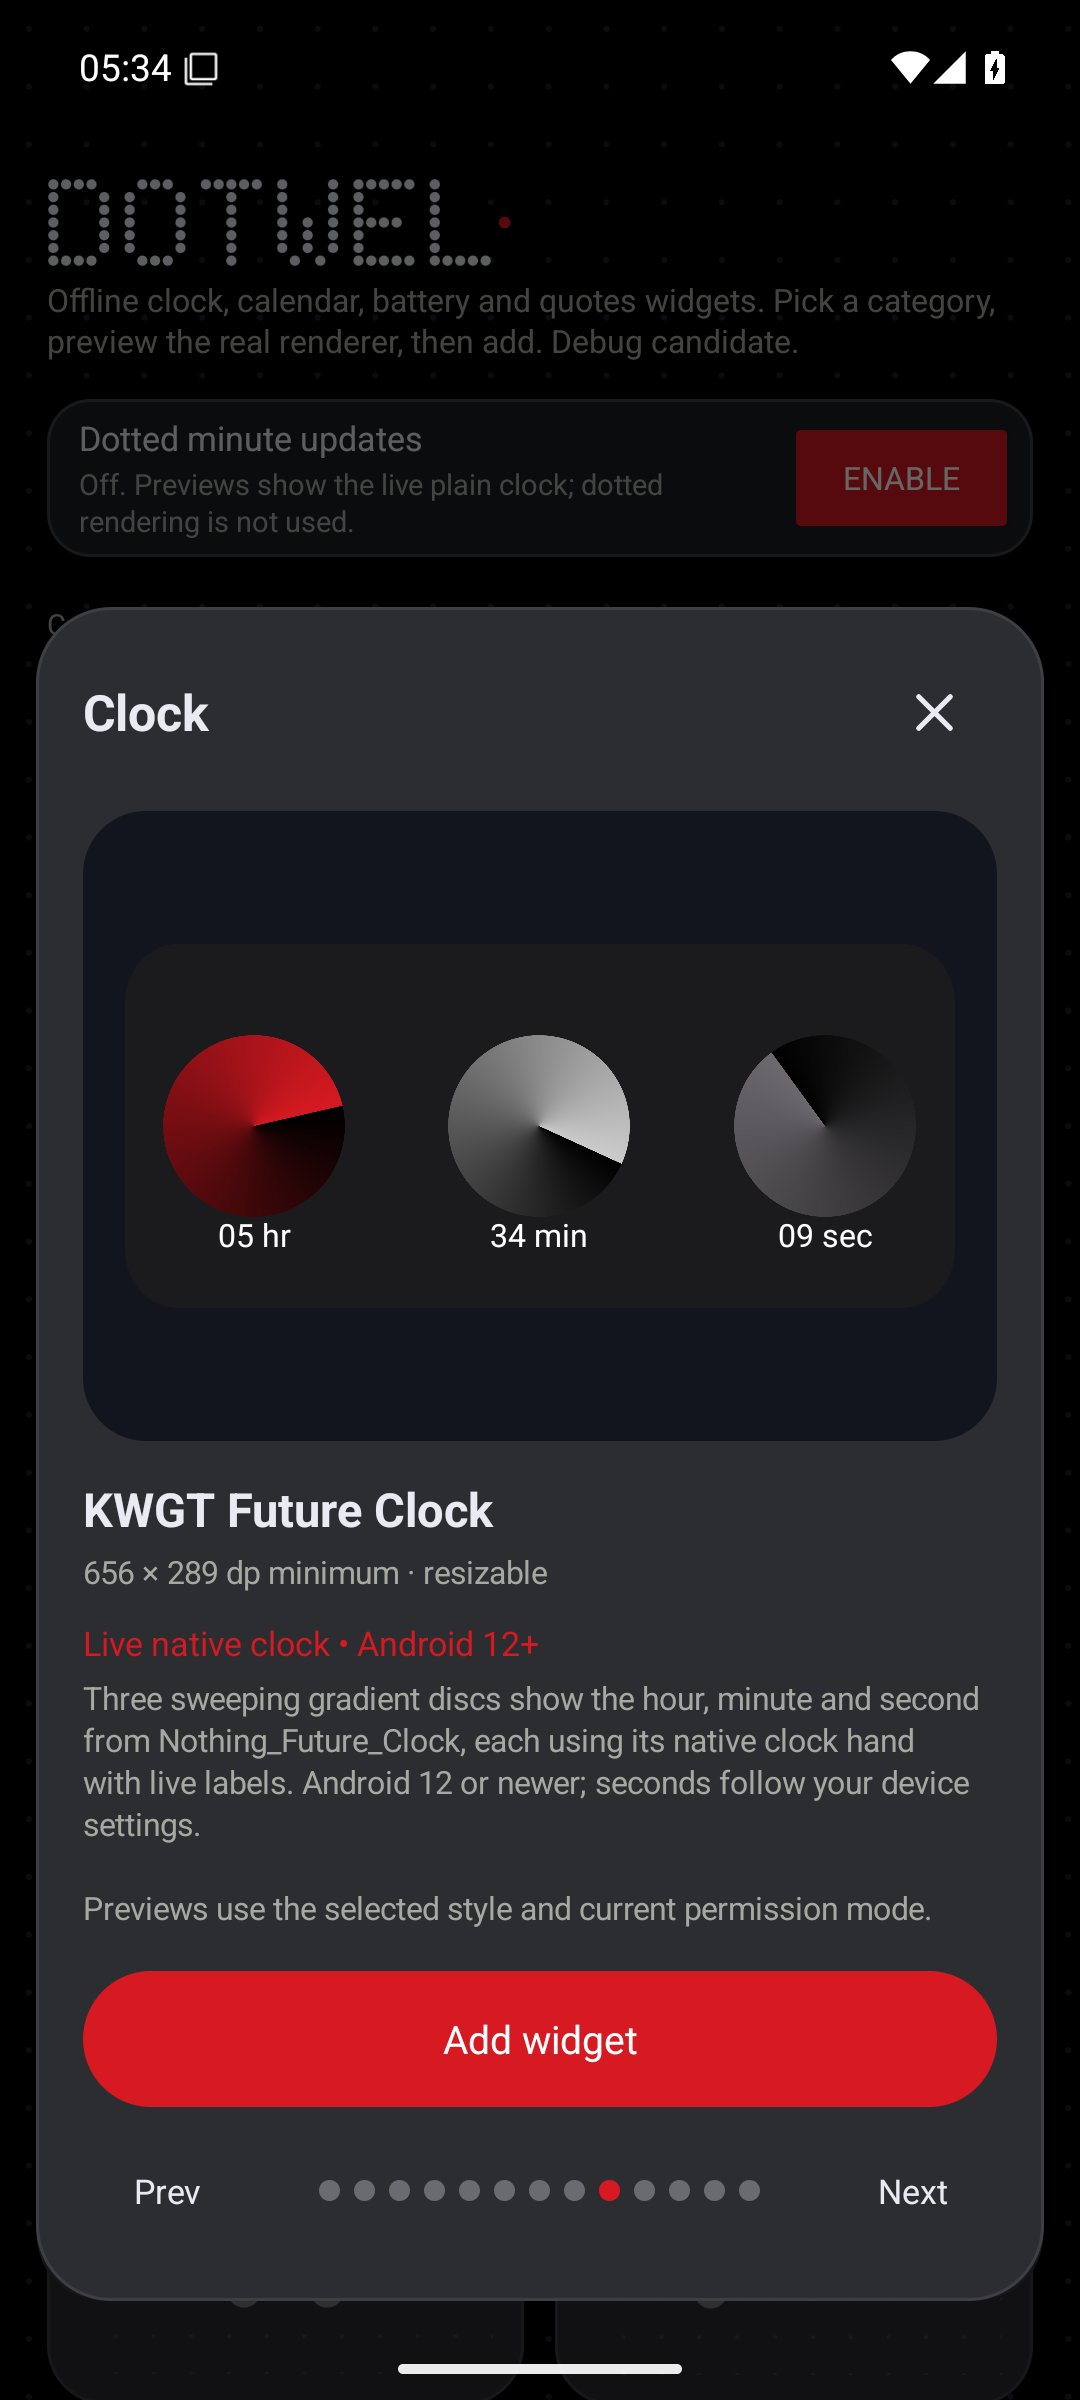 05:34
DOTWEL
Offline clock, calendar, battery and quotes widgets. Pick a category,
preview the real renderer, then add. Debug candidate.
Dotted minute updates
Off. Previews show the live plain clock; dotted
rendering is not used.
ENABLE
Clock
05 hr
34 min
09 sec
KWGT Future Clock
656 × 289 dp minimum · resizable
Live native clock • Android 12+
Three sweeping gradient discs show the hour, minute and second
from Nothing_Future_Clock, each using its native clock hand
with live labels. Android 12 or newer; seconds follow your device
settings.
Previews use the selected style and current permission mode.
Add widget
Prev
Next